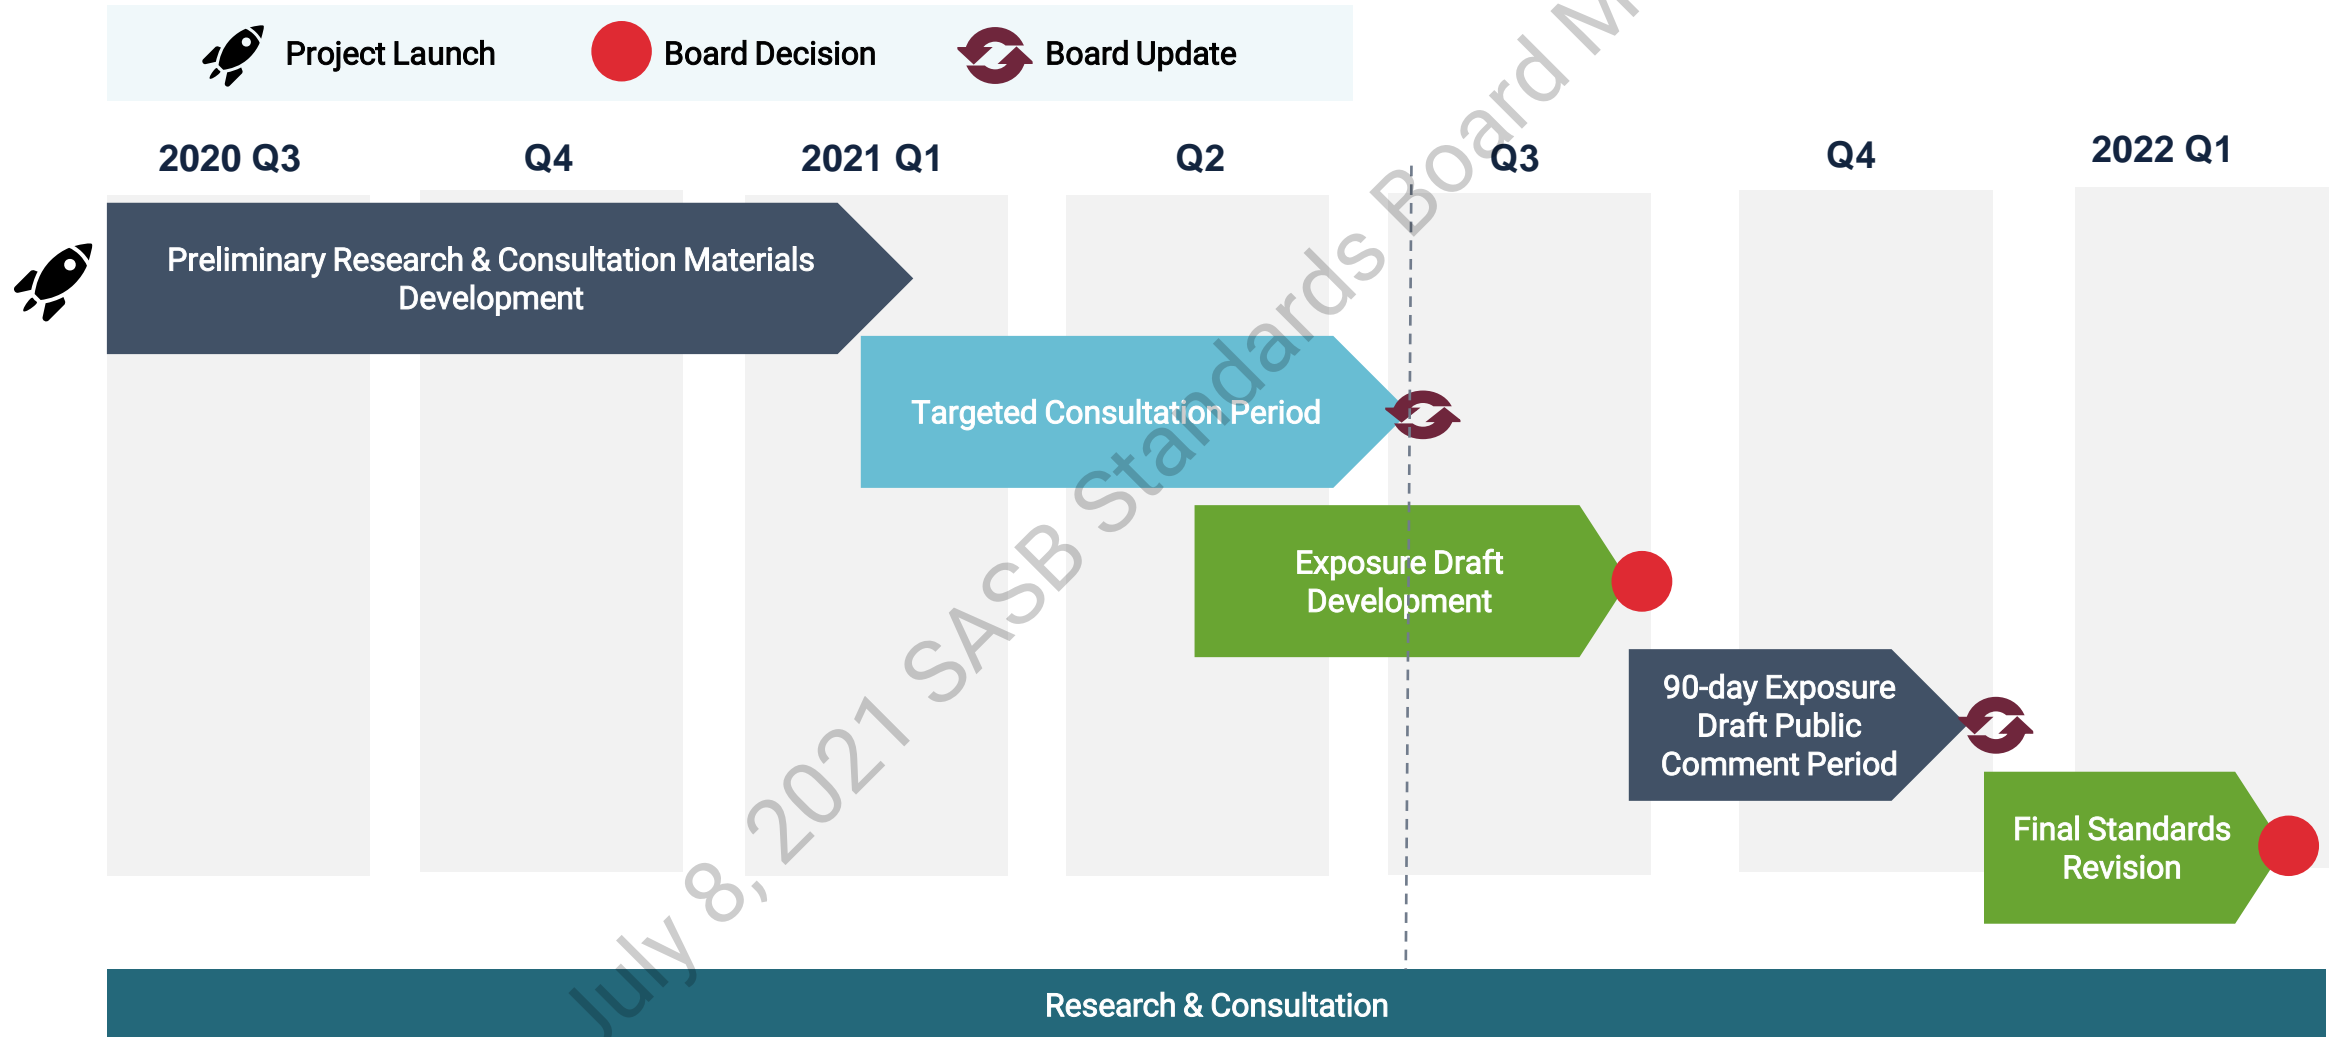 Project Launch
Board Decision
Board Update
2020 Q3
Q4
2021 Q1
Q2
Q3
Q4
2022 Q1
Preliminary Research & Consultation Materials
Development
Targeted Consultation Period
Exposure Draft
Development
90-day Exposure
Draft Public
Comment Period
Final Standards
Revision
Research & Consultation
July 8, 2021 SASB Standards Board